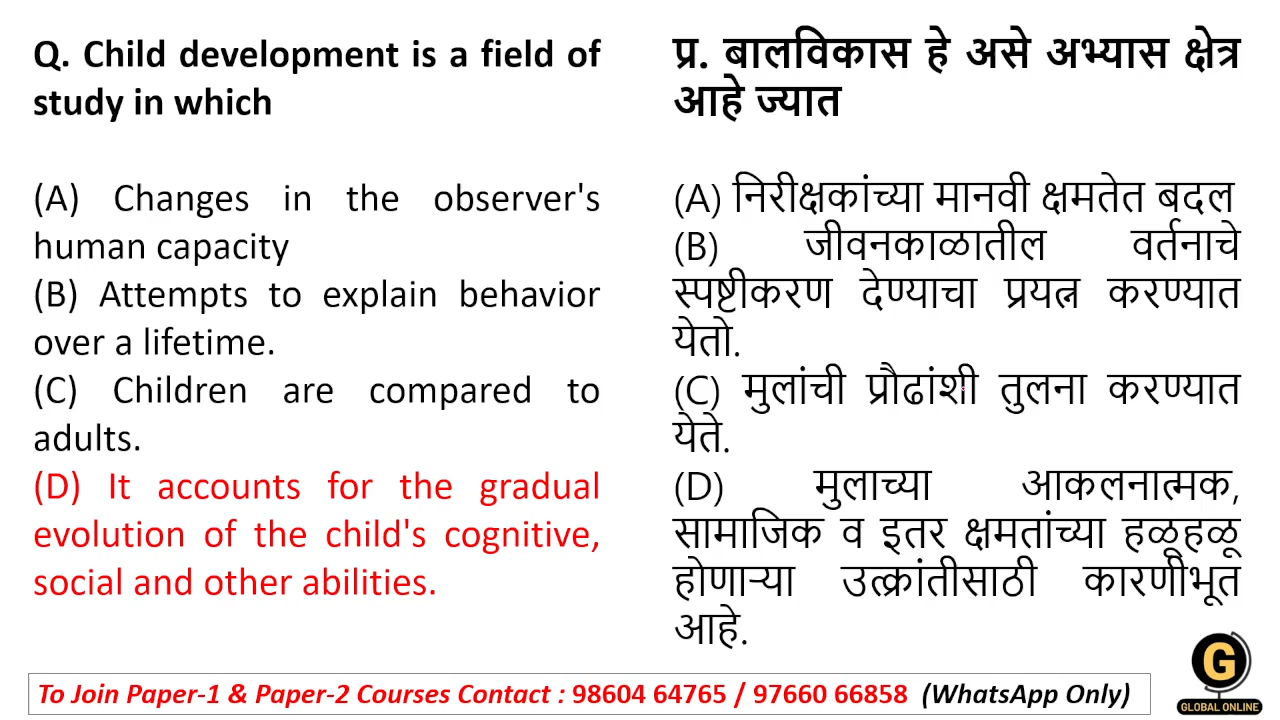 Q. Child development is a field of
study in which
(A) Changes in the observer's
human capacity
(B) Attempts to explain behavior
over a lifetime.
(C) Children are compared to
adults.
(D) It accounts for the gradual
evolution of the child's cognitive,
social and other abilities.
प्र. बालविकास हे असे अभ्यास क्षेत्र
आहे ज्यात
(A) निरीक्षकांच्या मानवी क्षमतेत बदल
(B) जीवनकाळातील वर्तनाचे
स्पष्टीकरण देण्याचा प्रयत्न करण्यात
येतो.
(C) मुलांची प्रौढांशी तुलना करण्यात
येते.
(D) मुलाच्या आकलनात्मक,
सामाजिक व इतर क्षमतांच्या हळूहळू
होणाऱ्या उत्क्रांतीसाठी कारणीभूत
आहे.
To Join Paper-1 & Paper-2 Courses Contact : 98604 64765 / 97660 66858 (WhatsApp Only)
G
GLOBAL ONLINE